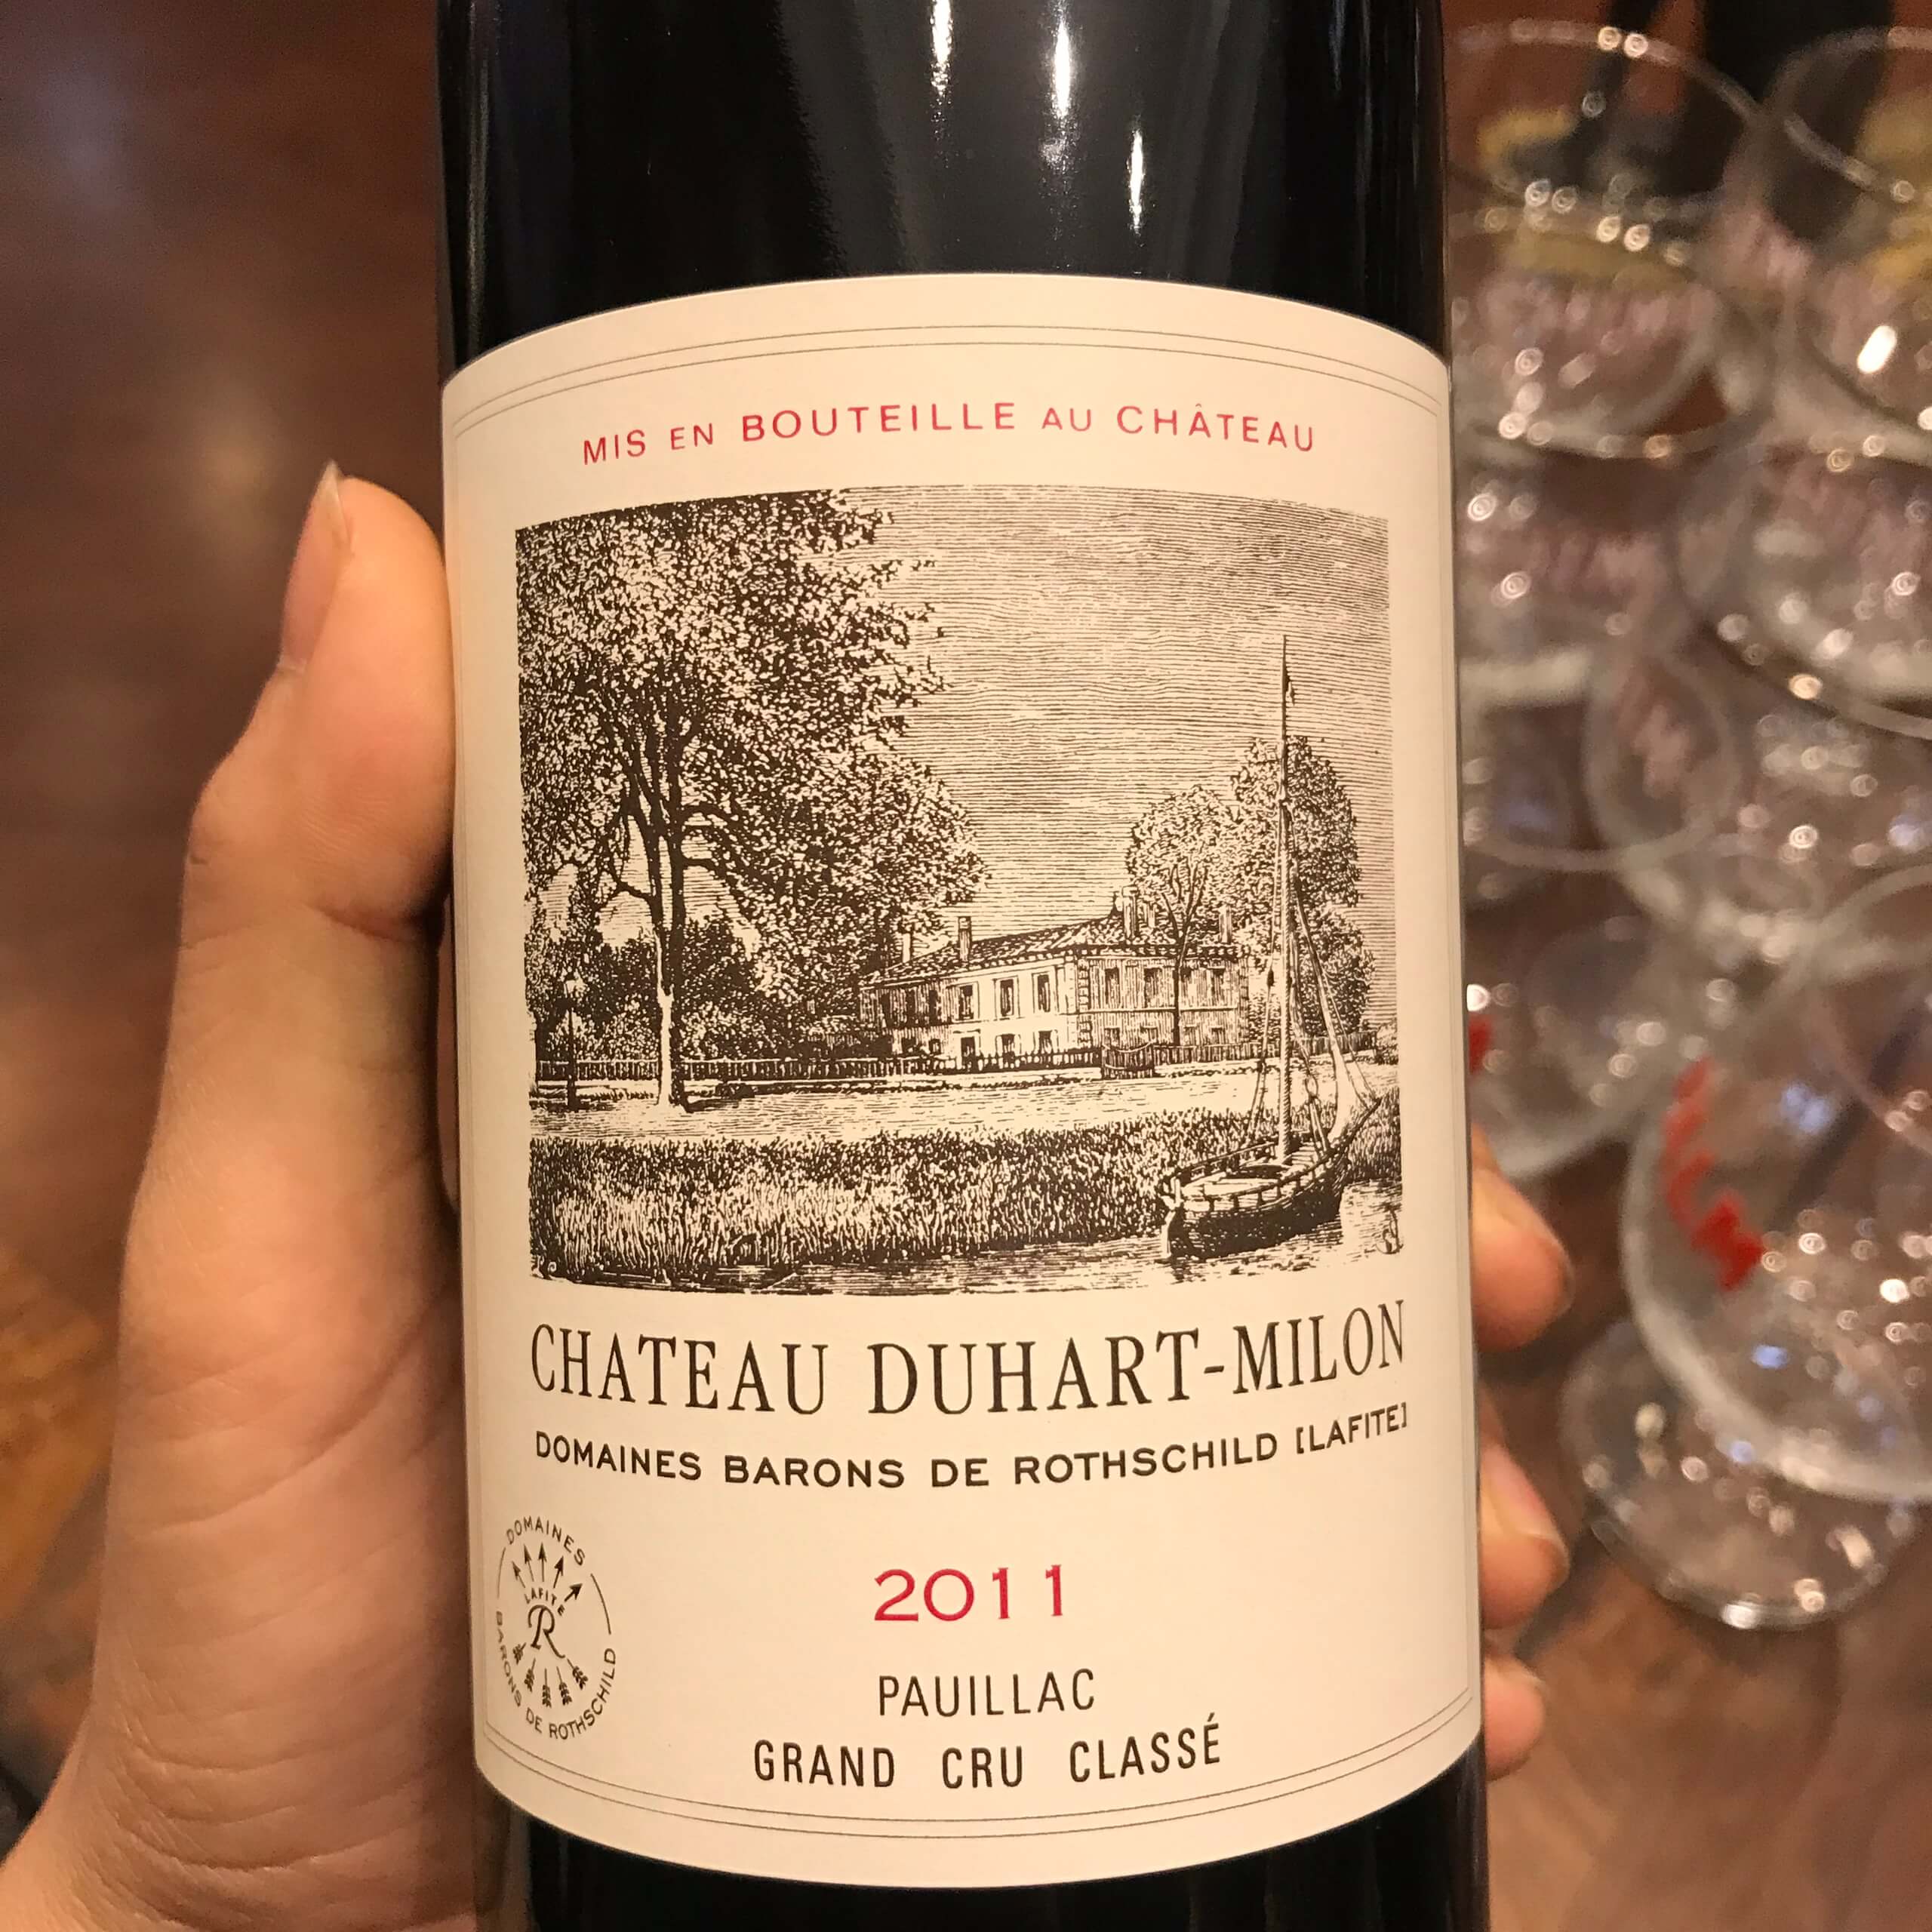 MIS EN BOUTEILLE AU CHÂTEAU
CHATEAU DUHART-MILON
DOMAINES BARONS DE ROTHSCHILD [LAFITE]
2011
PAUILLAC
GRAND CRU CLASSÉ
DOMAINES
LAFITE
R
BARONS DE ROTHSCHILD